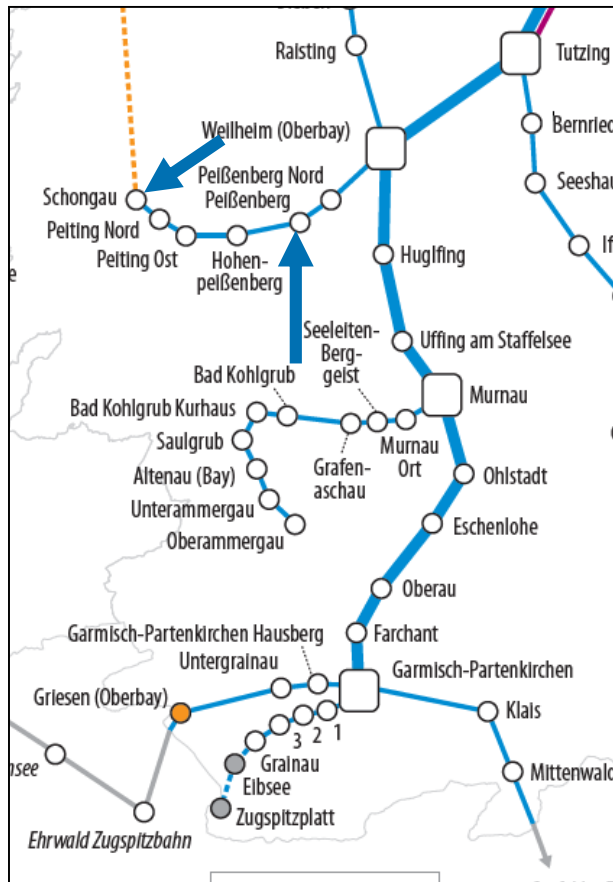 Raisting
Tutzing
Weilheim (Oberbay)
Bernried
Peißenberg Nord
Peißenberg
Schongau
Seeshau
Peiting Nord
Peiting Ost
Hohen-
peißenberg
Huglfing
If
e
Seeleiten-
Berg-
geist
Uffing am Staffelsee
Bad Kohlgrub
Murnau
Bad Kohlgrub Kurhaus
Saulgrub
Murnau
Ort
Grafen-
aschau
Altenau (Bay)
Ohlstadt
Unterammergau
Eschenlohe
Oberammergau
Oberau
Garmisch-Partenkirchen Hausberg
Farchant
Untergrainau
Garmisch-Partenkirchen
Griesen (Oberbay)
Klais
3 2 1
Grainau
nsee
Eibsee
Mittenwald
Zugspitzplatt
Ehrwald Zugspitzbahn